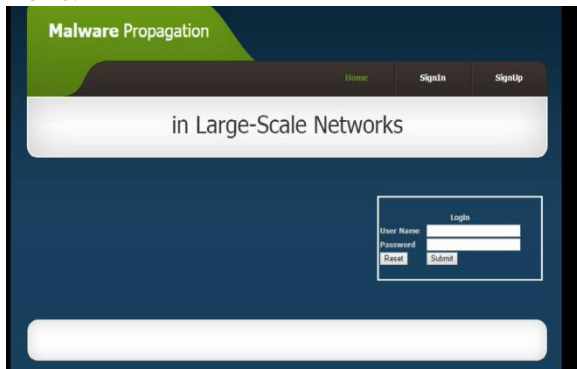 Malware Propagation
Home SignIn SignUp
in Large-Scale Networks
Login
User Name
Password
Reset Submit